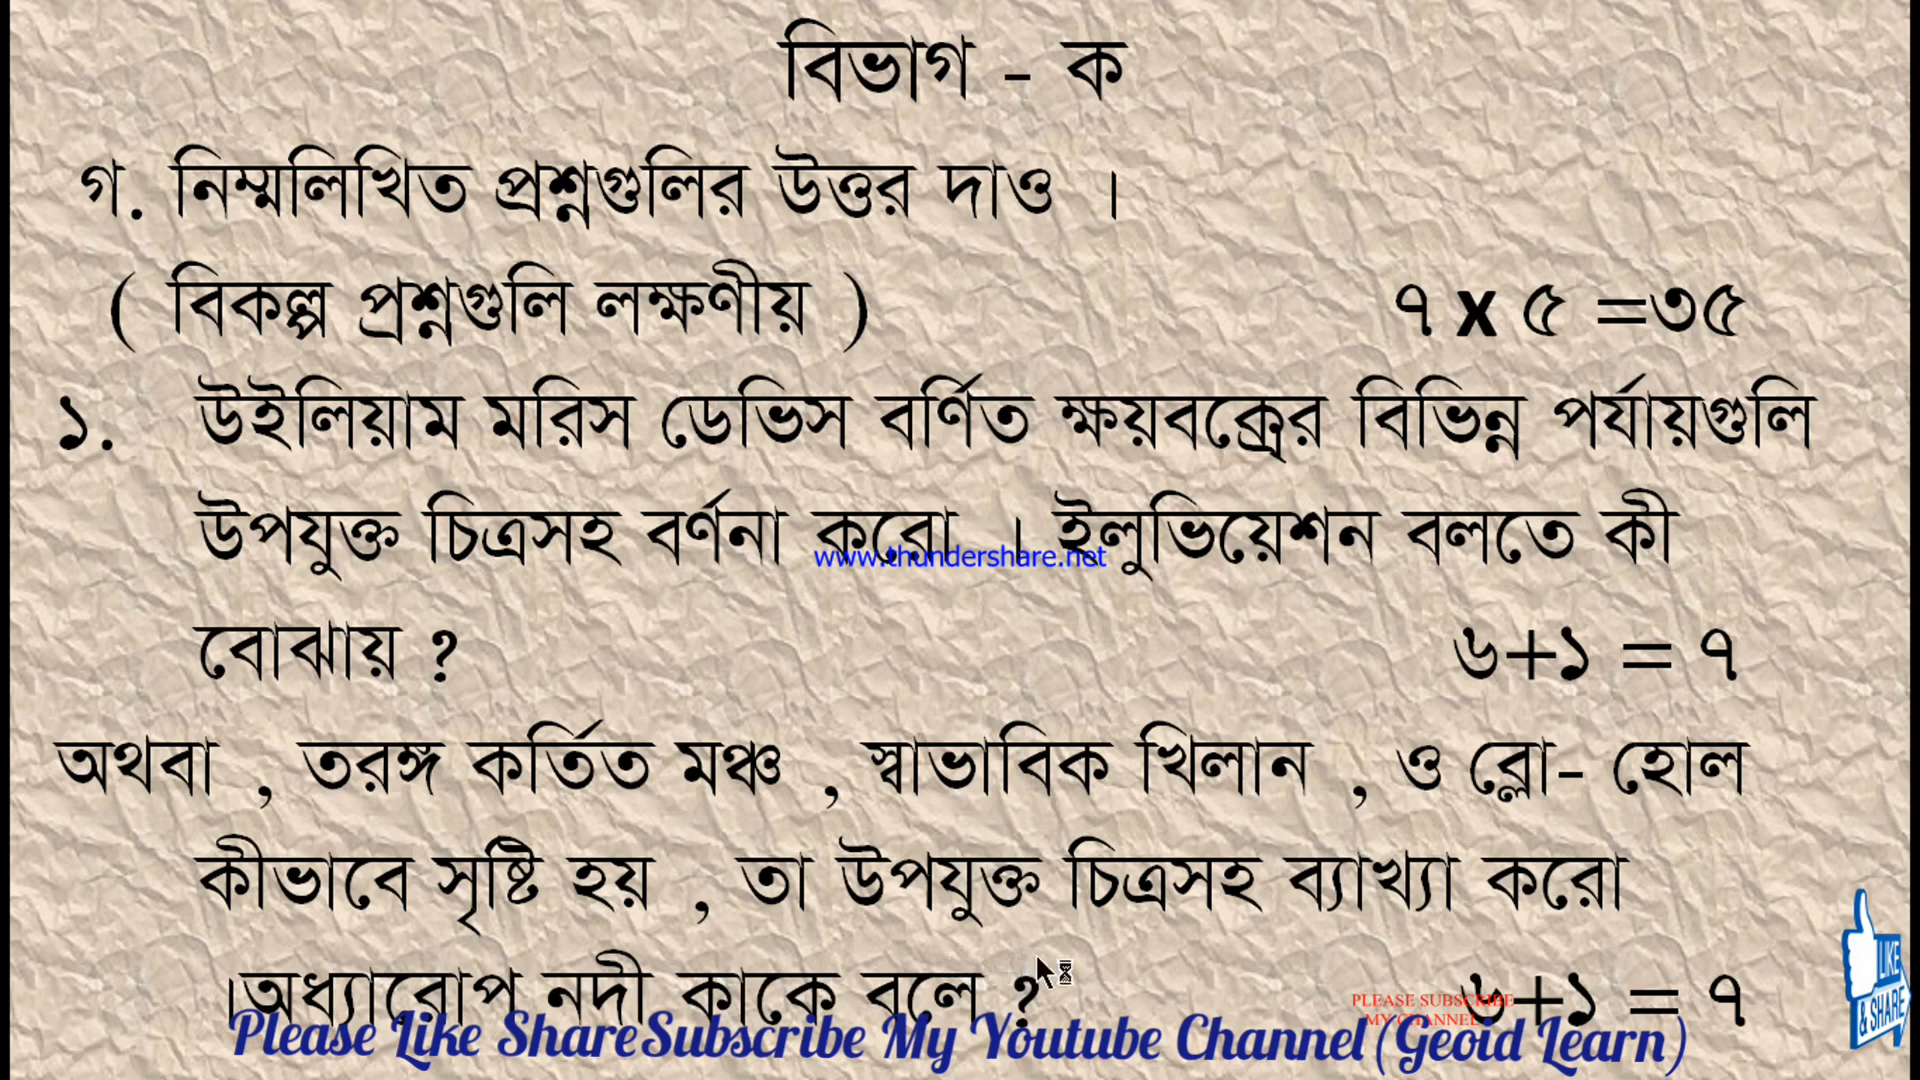 বিভাগ - ক
গ. নিম্মলিখিত প্রশ্নগুলির উত্তর দাও ।
( বিকল্প প্রশ্নগুলি লক্ষণীয় ) ৭ x ৫ =৩৫
১. উইলিয়াম মরিস ডেভিস বর্ণিত ক্ষয়বক্রের বিভিন্ন পর্যায়গুলি
উপযুক্ত চিত্রসহ বর্ণনা করো । ইলুভিয়েশন বলতে কী
www.thundershare.net
বোঝায় ? ৬+১ = ৭
অথবা , তরঙ্গ কর্তিত মঞ্চ , স্বাভাবিক খিলান , ও ব্লো- হোল
কীভাবে সৃষ্টি হয় , তা উপযুক্ত চিত্রসহ ব্যাখ্যা করো
।অধ্যারোপ নদী কাকে বলে ? ৬+১ = ৭
PLEASE SUBSCRIBE
MY CHANNEL
Please Like ShareSubscribe My Youtube Channel(Geoid Learn)
LIKE
& SHARE